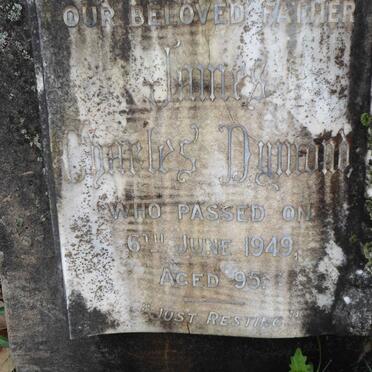 OUR BELOVED FATHER
James
Charles Dymond
WHO PASSED ON
6TH JUNE 1949,
AGED 95.
"JUST RESTING"